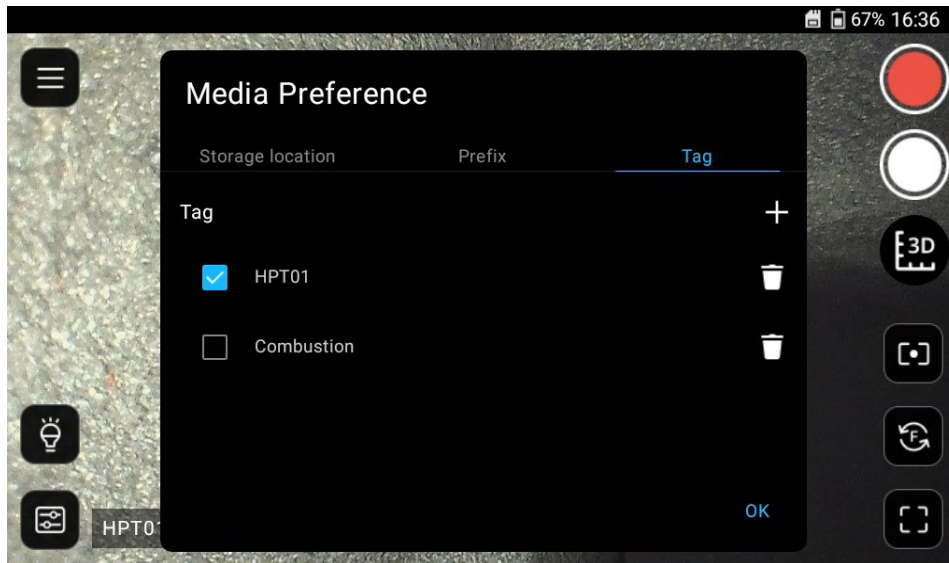 67% 16:36
Media Preference
Storage location Prefix Tag
Tag
HPT01
3D
Combustion
F
OK
HPT01